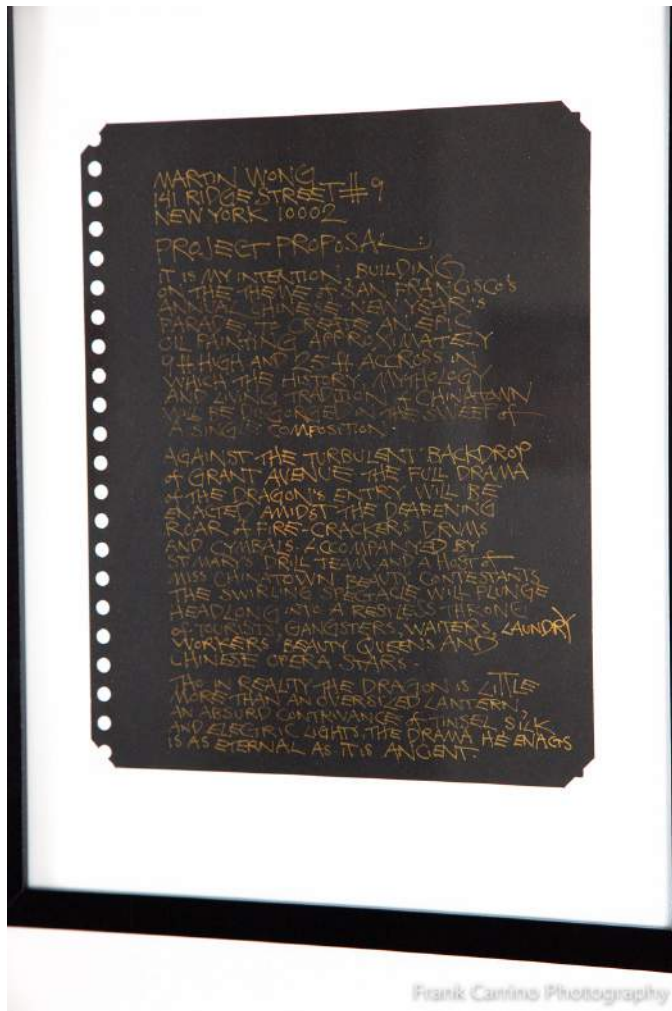 MARTIN WONG
141 RIDGE STREET # 9
NEW YORK 10002
PROJECT PROPOSAL :
IT IS MY INTENTION BUILDING
ON THE THEME of SAN FRANCISCO'S
ANNUAL CHINESE NEW YEAR'S
PARADE, TO CREATE AN EPIC
OIL PAINTING APPROXIMATELY
9 ft HIGH AND 25 ft ACCROSS IN
WHICH THE HISTORY, MYTHOLOGY
AND LIVING TRADITION of CHINATOWN
WILL BE DISGORGED IN THE SWEEP of
A SINGLE COMPOSITION.
AGAINST THE TURBULENT BACKDROP
of GRANT AVENUE THE FULL DRAMA
of THE DRAGON'S ENTRY WILL BE
ENACTED AMIDST THE DEAFENING
ROAR of FIRE-CRACKERS DRUMS
AND CYMBALS. ACCOMPANYED BY
ST MARY'S DRILL TEAM AND A HOST of
MISS CHINATOWN BEAUTY CONTESTANTS
THE SWIRLING SPECTACLE WILL PLUNGE
HEADLONG INTO A RESTLESS THRONG
of TOURISTS, GANGSTERS, WAITERS, LAUNDRY
WORKERS, BEAUTY QUEENS AND
CHINESE OPERA STARS.
THO IN REALITY THE DRAGON IS LITTLE
MORE THAN AN OVERSIZED LANTERN,
AN ABSURD CONTRIVANCE of TINSEL SILK
AND ELECTRIC LIGHTS, THE DRAMA HE ENACTS
IS AS ETERNAL AS IT IS ANCIENT.
Frank Carrino Photography